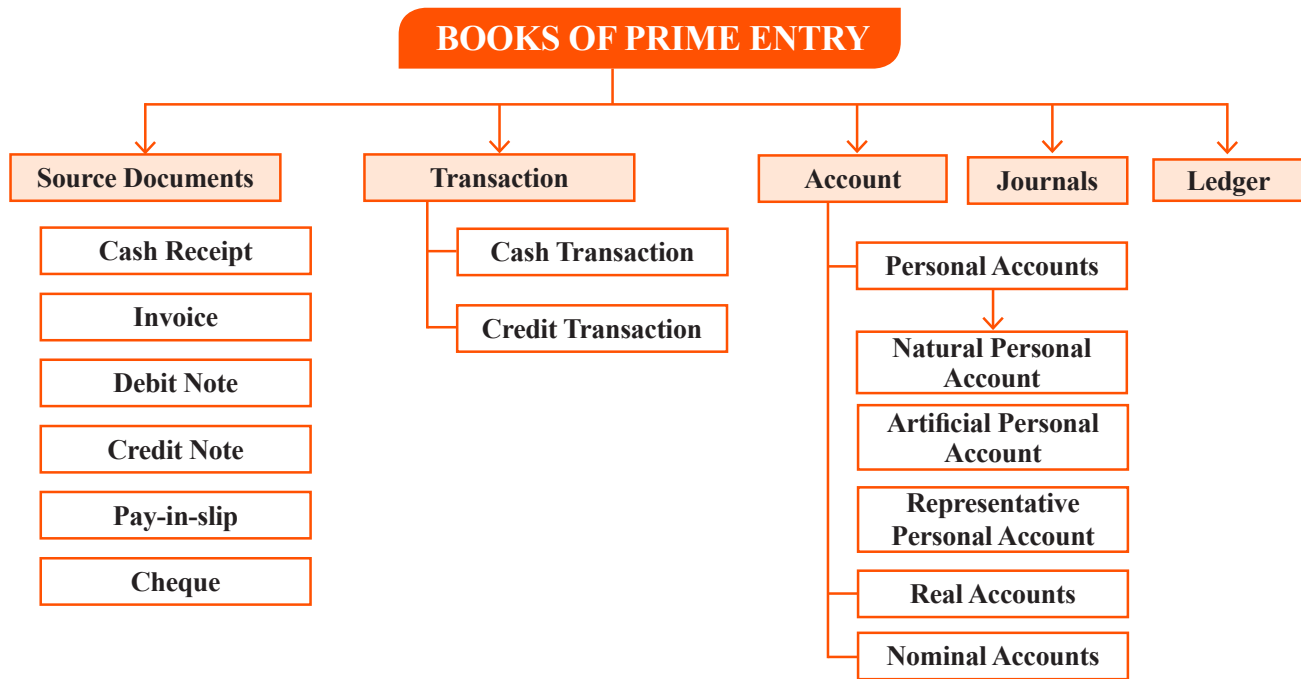 BOOKS OF PRIME ENTRY
Source Documents
Cash Receipt
Invoice
Debit Note
Credit Note
Pay-in-slip
Cheque
Transaction
Cash Transaction
Credit Transaction
Account
Personal Accounts
Natural Personal
Account
Artificial Personal
Account
Representative
Personal Account
Real Accounts
Nominal Accounts
Journals
Ledger